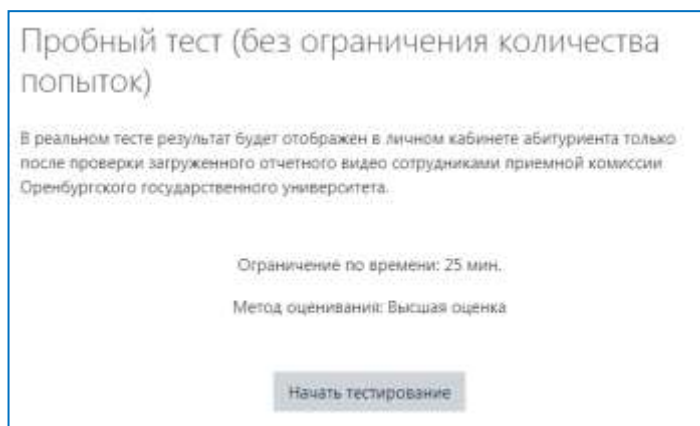 Пробный тест (без ограничения количества
попыток)
В реальном тесте результат будет отображен в личном кабинете абитуриента только
после проверки загруженного отчетного видео сотрудниками приемной комиссии
Оренбургского государственного университета.
Ограничение по времени: 25 мин.
Метод оценивания: Высшая оценка
Начать тестирование